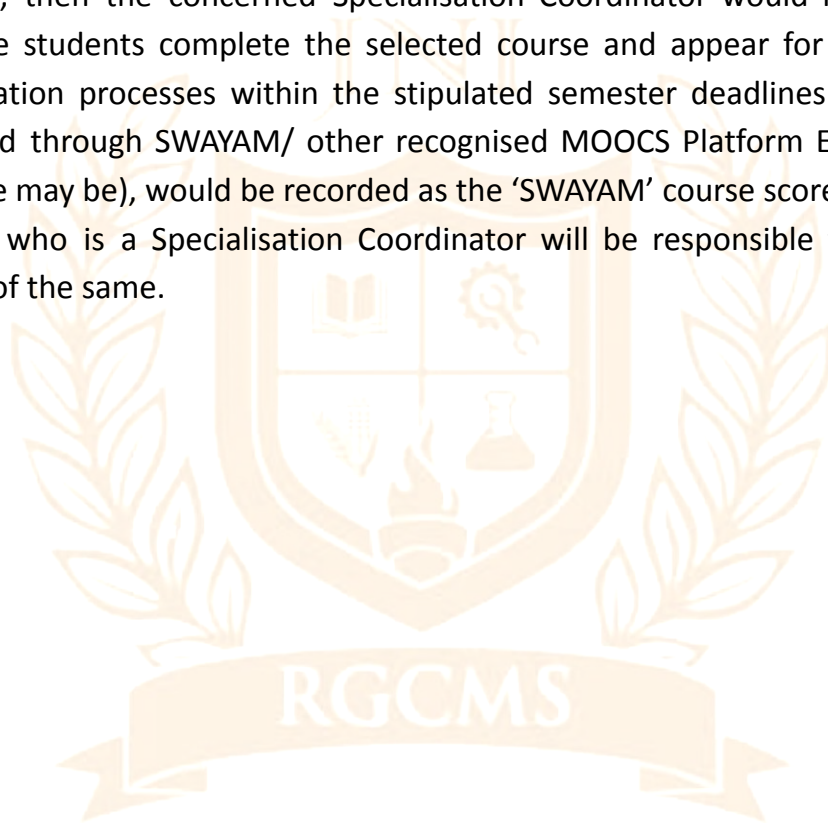 , then the concerned Specialisation Coordinator would
e students complete the selected course and appear for
ation processes within the stipulated semester deadlines
d through SWAYAM/ other recognised MOOCS Platform E
e may be), would be recorded as the ‘SWAYAM’ course score
who is a Specialisation Coordinator will be responsible
of the same.
RGCMS